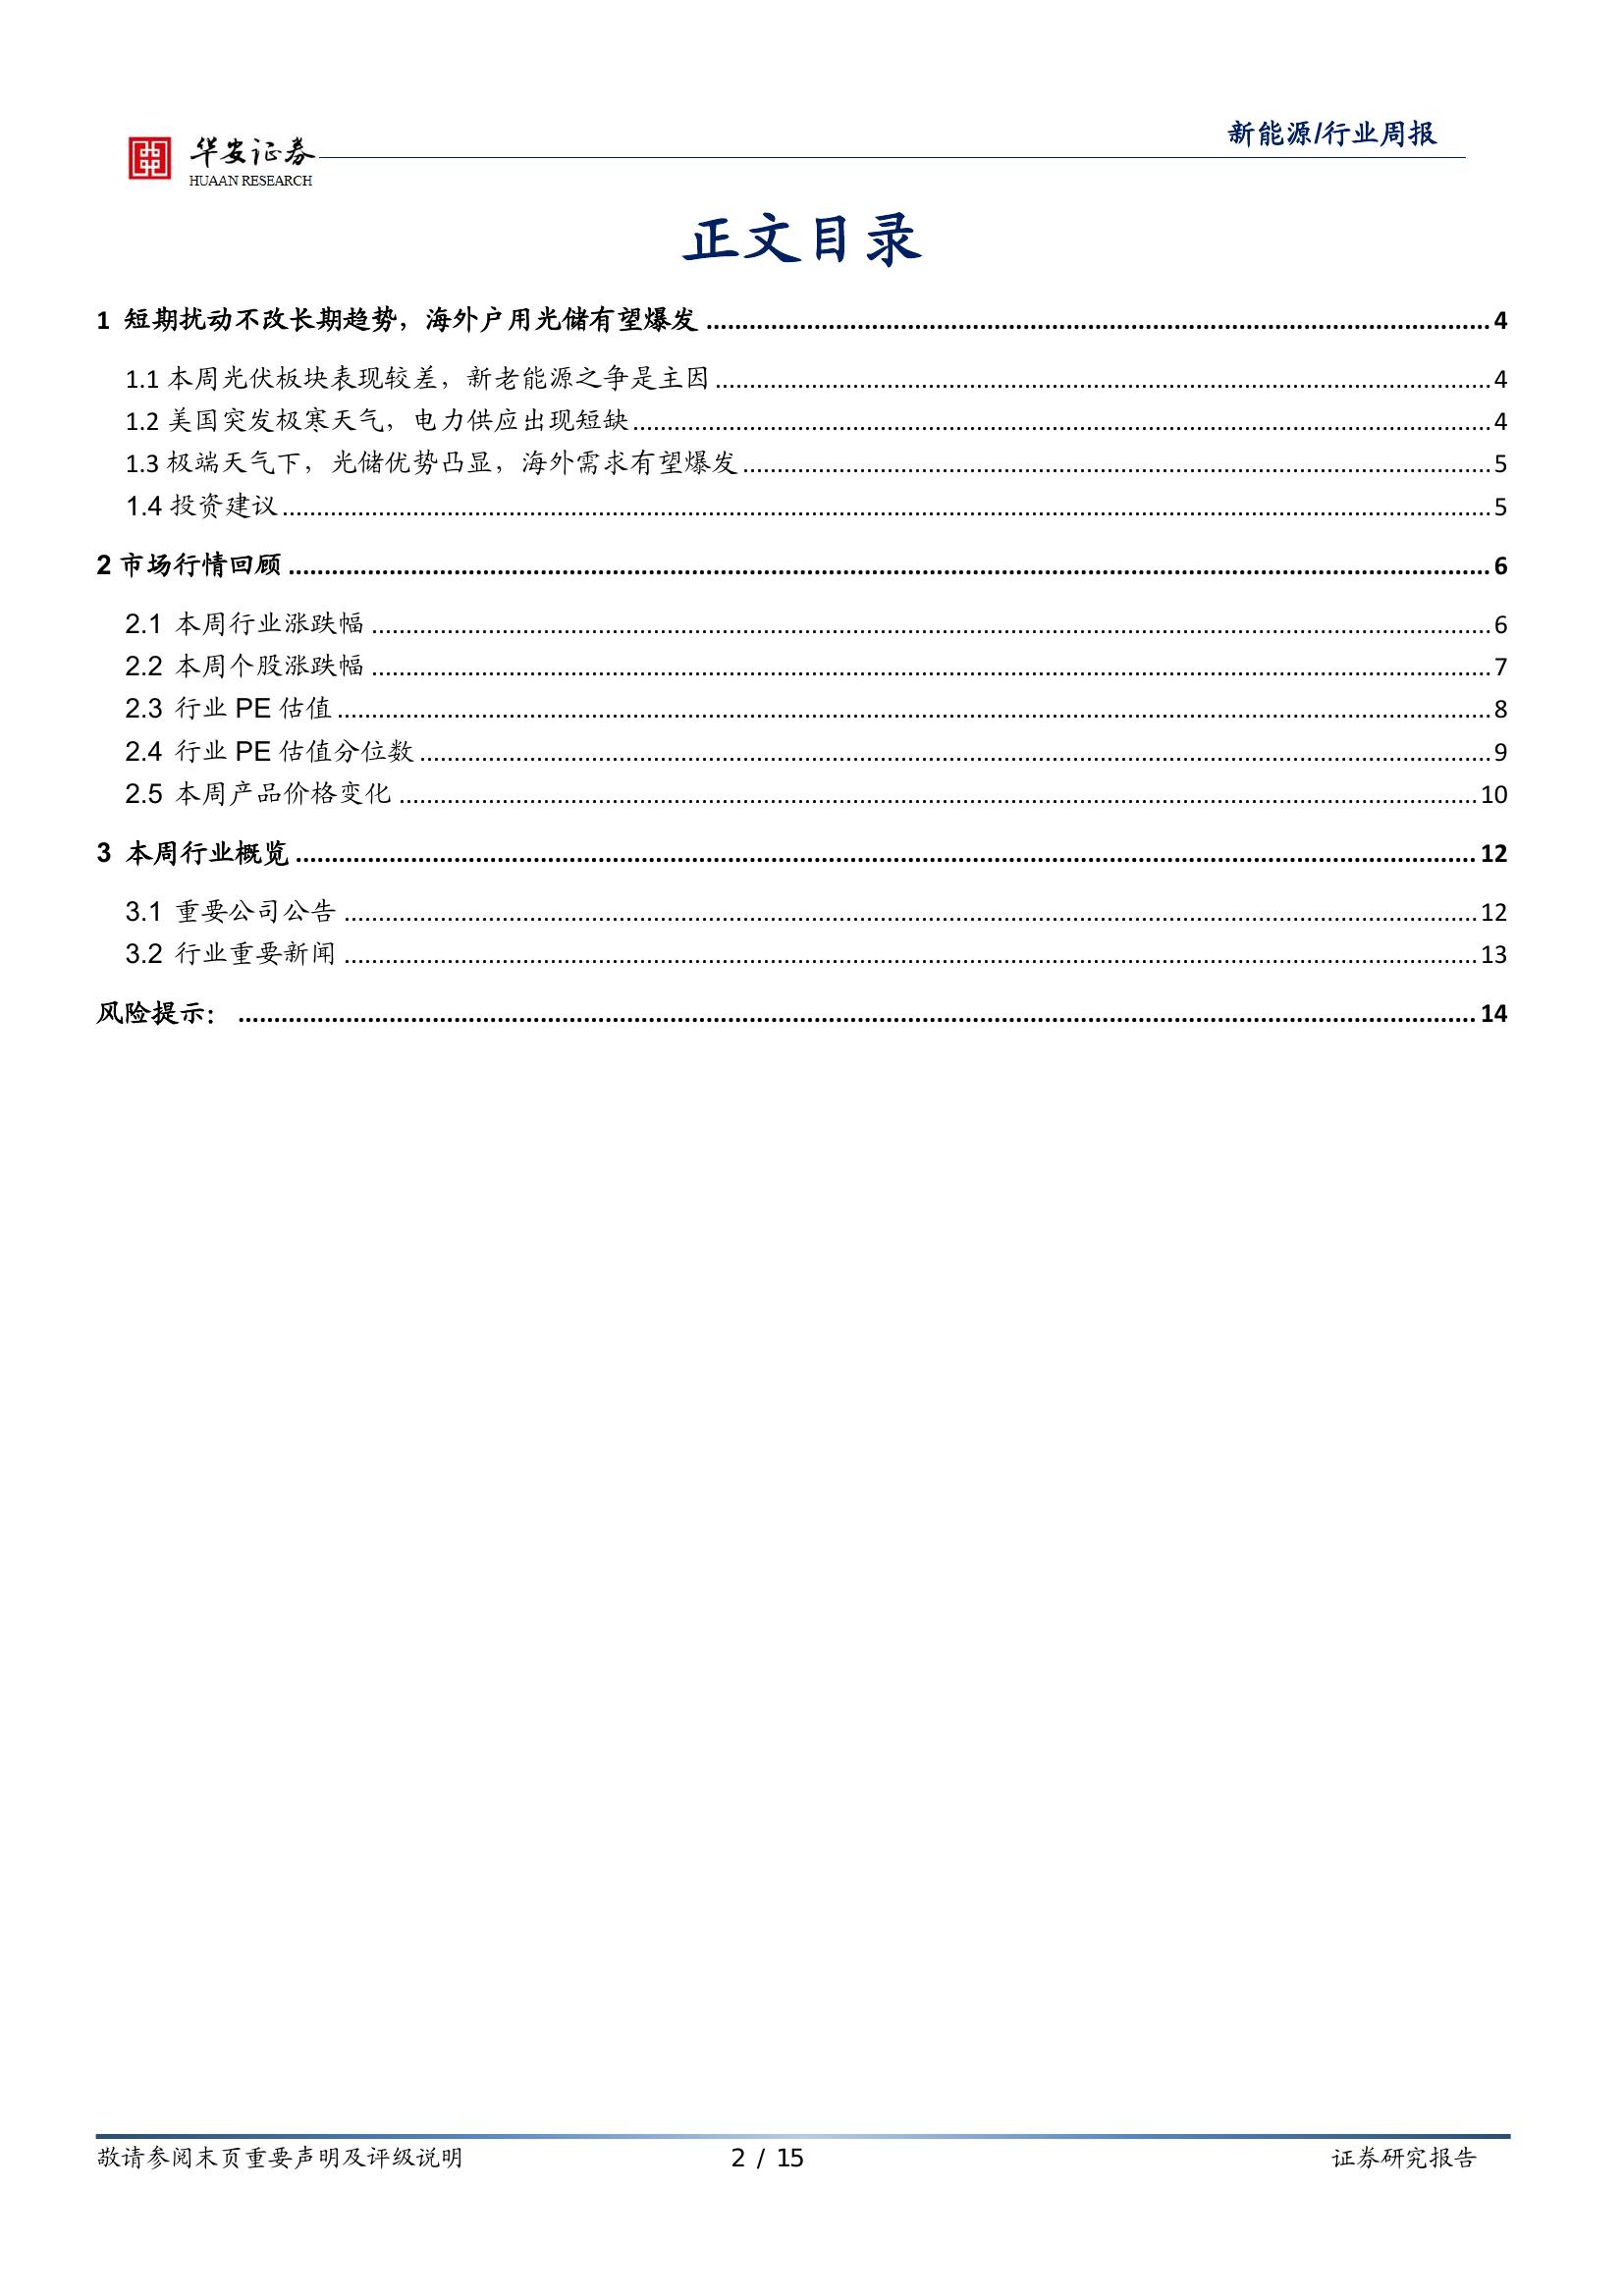 新能源/行业周报
华安证券
HUAAN RESEARCH
正文目录
1 短期扰动不改长期趋势，海外户用光储有望爆发 4
1.1 本周光伏板块表现较差，新老能源之争是主因 4
1.2 美国突发极寒天气，电力供应出现短缺 4
1.3 极端天气下，光储优势凸显，海外需求有望爆发 5
1.4 投资建议 5
2 市场行情回顾 6
2.1 本周行业涨跌幅 6
2.2 本周个股涨跌幅 7
2.3 行业 PE 估值 8
2.4 行业 PE 估值分位数 9
2.5 本周产品价格变化 10
3 本周行业概览 12
3.1 重要公司公告 12
3.2 行业重要新闻 13
风险提示： 14
敬请参阅末页重要声明及评级说明 2 / 15 证券研究报告